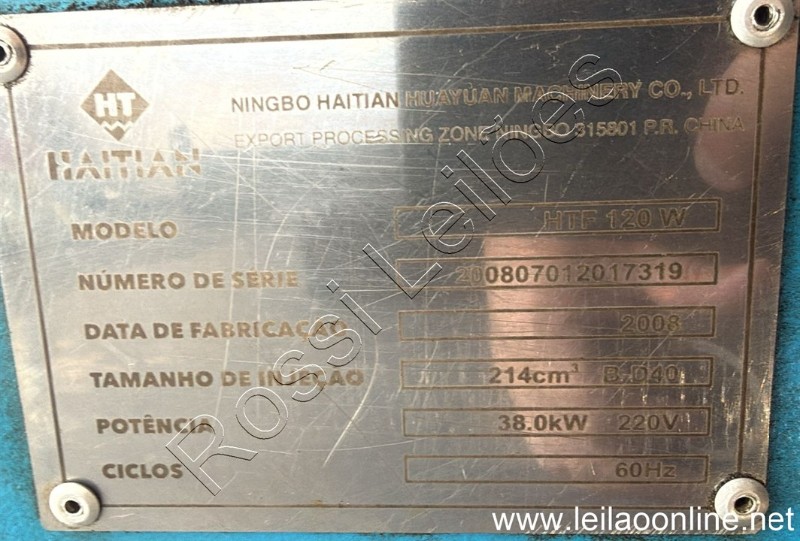 HT
HAITIAN
NINGBO HAITIAN HUAYUAN MACHINERY CO., LTD.
EXPORT PROCESSING ZONE NINGBO 315801 P.R. CHINA
MODELO HTF 120 W
NÚMERO DE SÉRIE 200807012017319
DATA DE FABRICAÇÃO 2008
TAMANHO DE INJEÇÃO 214cm³ B-D40
POTÊNCIA 38.0kW 220V
CICLOS 60Hz
Rossi Leilões
www.leilaoonline.net